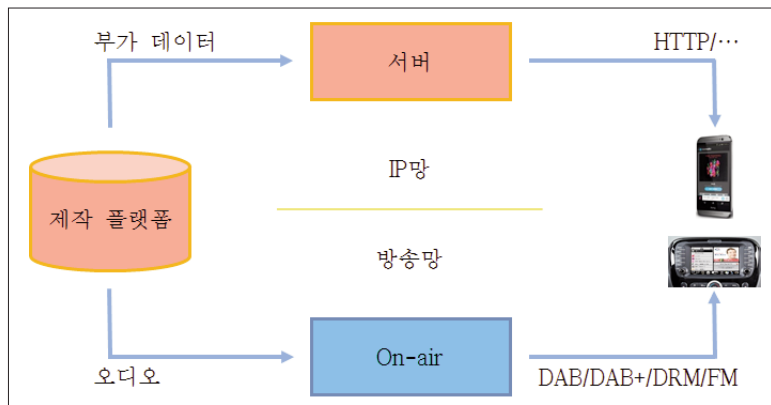 부가 데이터
서버
HTTP/…
IP망
제작 플랫폼
방송망
On-air
오디오
DAB/DAB+/DRM/FM